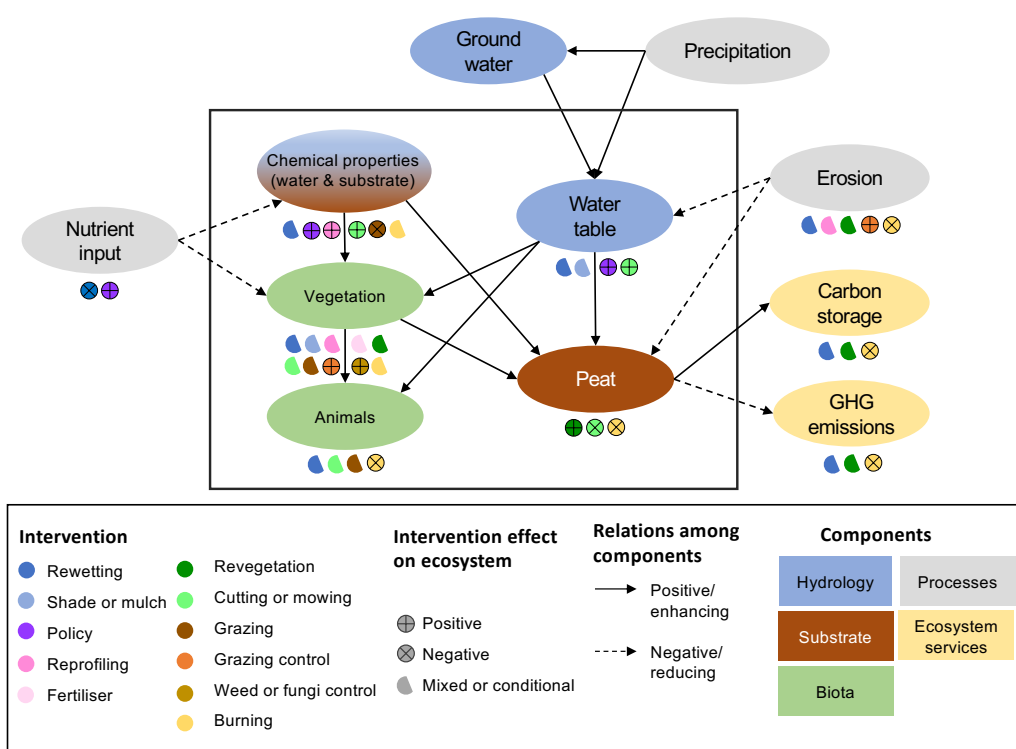 Ground
water
Precipitation
Chemical properties
(water & substrate)
Water
table
Erosion
Nutrient
input
Vegetation
Carbon
storage
Peat
Animals
GHG
emissions
Intervention
Rewetting
Shade or mulch
Policy
Reprofiling
Fertiliser
Revegetation
Cutting or mowing
Grazing
Grazing control
Weed or fungi control
Burning
Intervention effect
on ecosystem
Positive
Negative
Mixed or conditional
Relations among
components
Positive/
enhancing
Negative/
reducing
Components
Hydrology
Processes
Substrate
Ecosystem
services
Biota